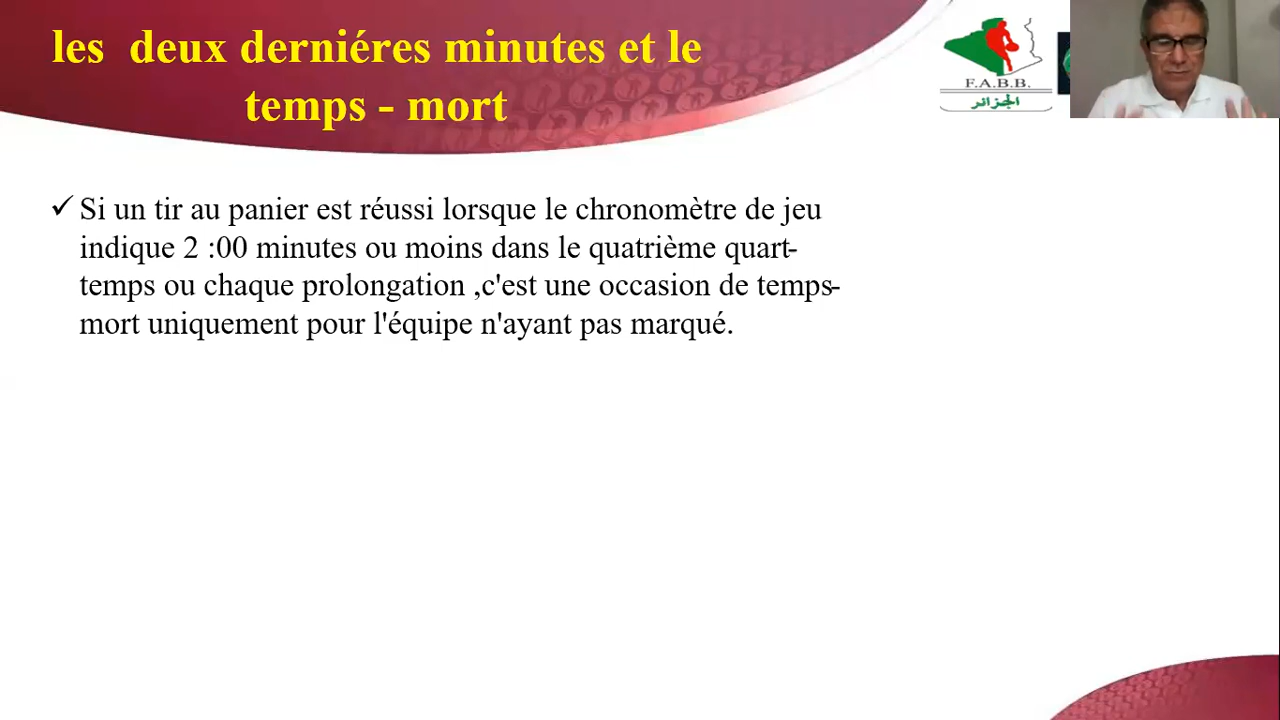 les deux derniéres minutes et le
temps - mort
F.A.B.B.
الجزائر
✓ Si un tir au panier est réussi lorsque le chronomètre de jeu
indique 2 :00 minutes ou moins dans le quatrième quart-
temps ou chaque prolongation ,c'est une occasion de temps-
mort uniquement pour l'équipe n'ayant pas marqué.